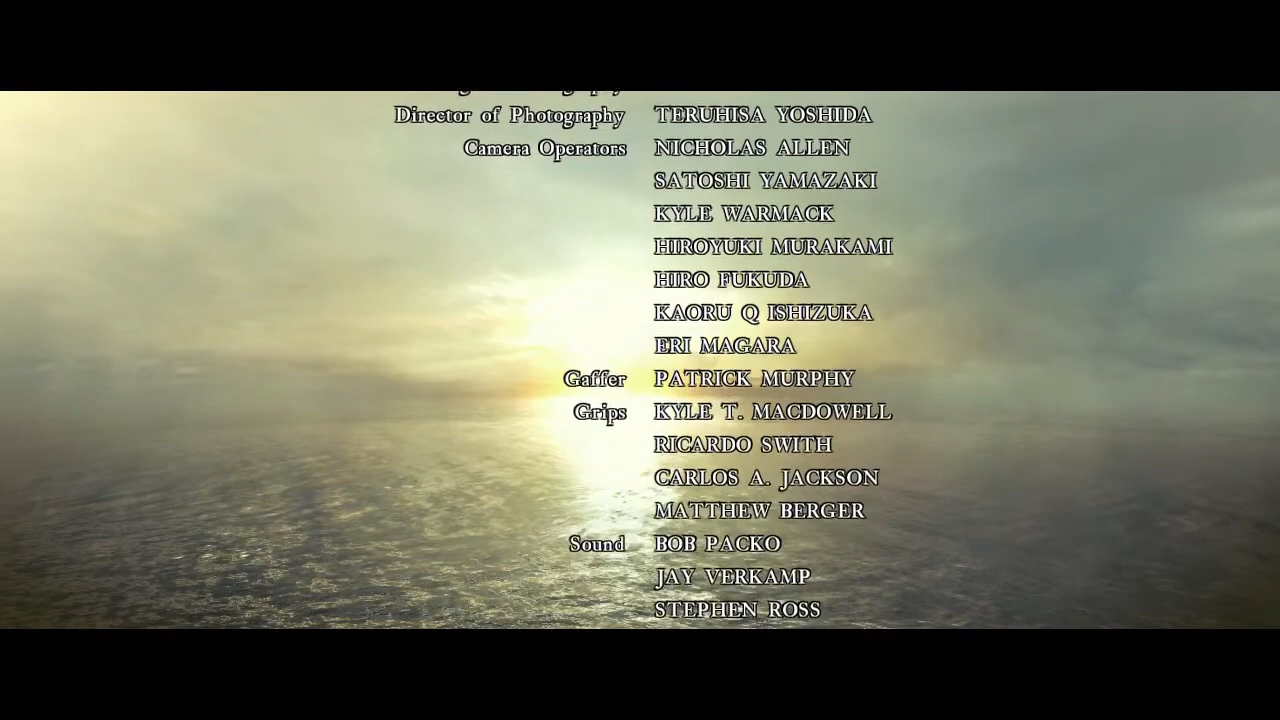 Director of Photography TERUHISA YOSHIDA
Camera Operators NICHOLAS ALLEN
SATOSHI YAMAZAKI
KYLE WARMACK
HIROYUKI MURAKAMI
HIRO FUKUDA
KAORU Q ISHIZUKA
ERI MAGARA
Gaffer PATRICK MURPHY
Grips KYLE T. MACDOWELL
RICARDO SWITH
CARLOS A. JACKSON
MATTHEW BERGER
Sound BOB PACKO
JAY VERKAMP
STEPHEN ROSS